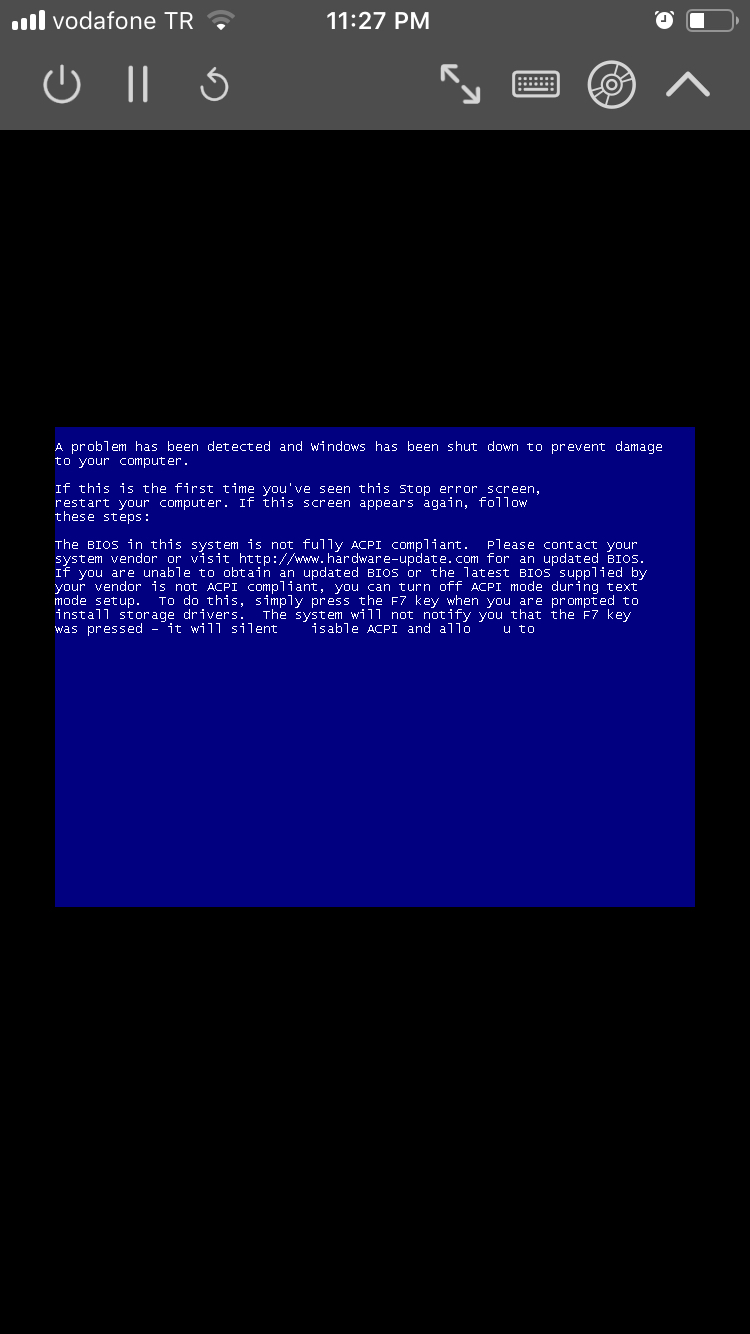 vodafone TR
11:27 PM
A problem has been detected and Windows has been shut down to prevent damage
to your computer.
If this is the first time you've seen this Stop error screen,
restart your computer. If this screen appears again, follow
these steps:
The BIOS in this system is not fully ACPI compliant.  Please contact your
system vendor or visit http://www.hardware-update.com for an updated BIOS.
If you are unable to obtain an updated BIOS or the latest BIOS supplied by
your vendor is not ACPI compliant, you can turn off ACPI mode during text
mode setup.  To do this, simply press the F7 key when you are prompted to
install storage drivers.  The system will not notify you that the F7 key
was pressed - it will silent    isable ACPI and allo    u to